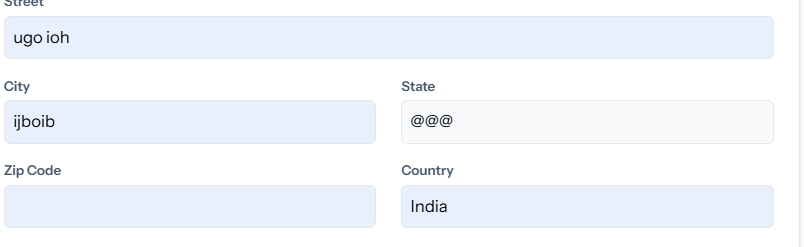 Street
ugo ioh
City
State
ijboib
@@@
Zip Code
Country
India